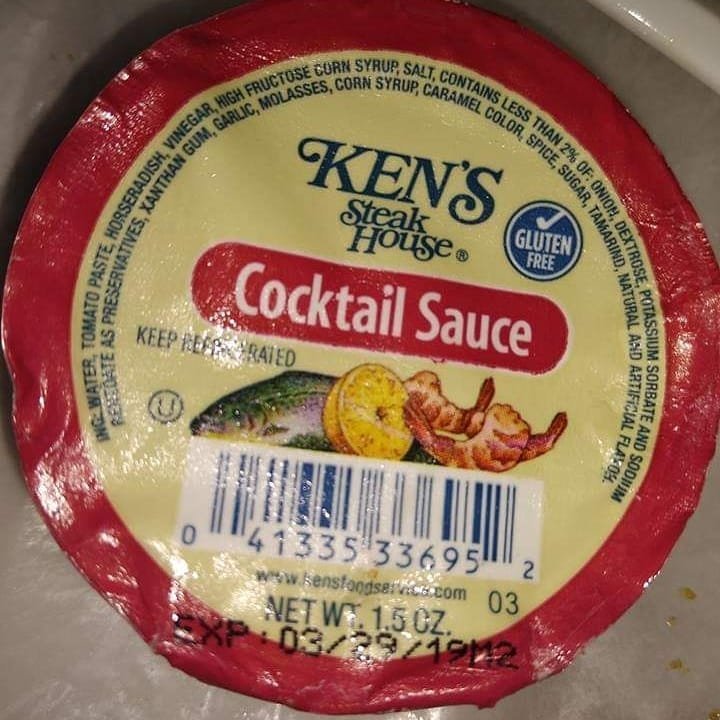 ING: WATER, TOMATO PASTE, HORSERADISH, VINEGAR, HIGH FRUCTOSE CORN SYRUP, SALT, CONTAINS LESS THAN 2% OF: ONION, DEXTROSE, POTASSIUM SORBATE AND SODIUM
AS PRESERVATIVES, XANTHAN GUM, GARLIC, MOLASSES, CORN SYRUP, CARAMEL COLOR, SPICE, SUGAR, TAMARIND, NATURAL AND ARTIFICIAL FLAVOR.
KEN'S
Steak
House®
GLUTEN
FREE
Cocktail Sauce
KEEP REFRIGERATED
U
0 41335 33695 2
www.kensfoodservice.com
03
NET WT. 1.5 OZ.
EXP:03/29/19M2